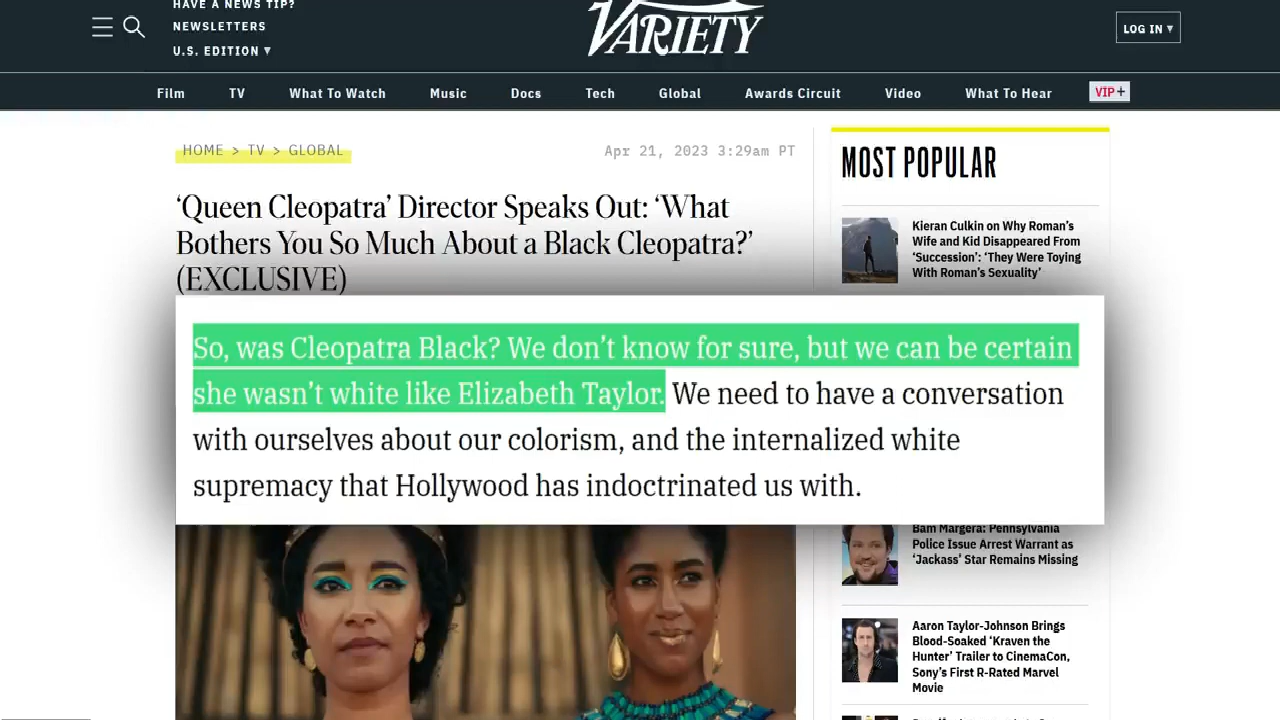 HAVE A NEWS TIP?
NEWSLETTERS
U.S. EDITION ▼
VARIETY
LOG IN ▼
Film TV What To Watch Music Docs Tech Global Awards Circuit Video What To Hear VIP+
HOME > TV > GLOBAL
Apr 21, 2023 3:29am PT
‘Queen Cleopatra’ Director Speaks Out: ‘What
Bothers You So Much About a Black Cleopatra?’
(EXCLUSIVE)
So, was Cleopatra Black? We don’t know for sure, but we can be certain
she wasn’t white like Elizabeth Taylor. We need to have a conversation
with ourselves about our colorism, and the internalized white
supremacy that Hollywood has indoctrinated us with.
MOST POPULAR
Kieran Culkin on Why Roman’s
Wife and Kid Disappeared From
‘Succession’: ‘They Were Toying
With Roman’s Sexuality’
Bam Margera: Pennsylvania
Police Issue Arrest Warrant as
‘Jackass’ Star Remains Missing
Aaron Taylor-Johnson Brings
Blood-Soaked ‘Kraven the
Hunter’ Trailer to CinemaCon,
Sony’s First R-Rated Marvel
Movie